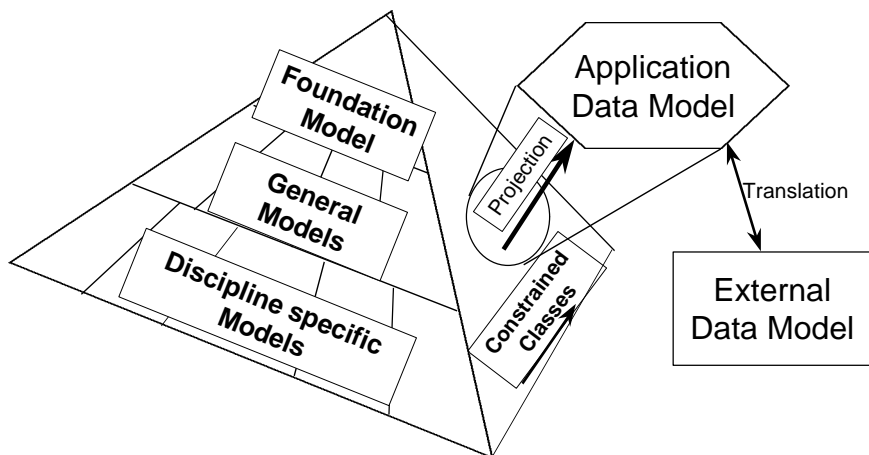 Foundation
Model
General
Models
Discipline specific
Models
Projection
Constrained
Classes
Application
Data Model
Translation
External
Data Model